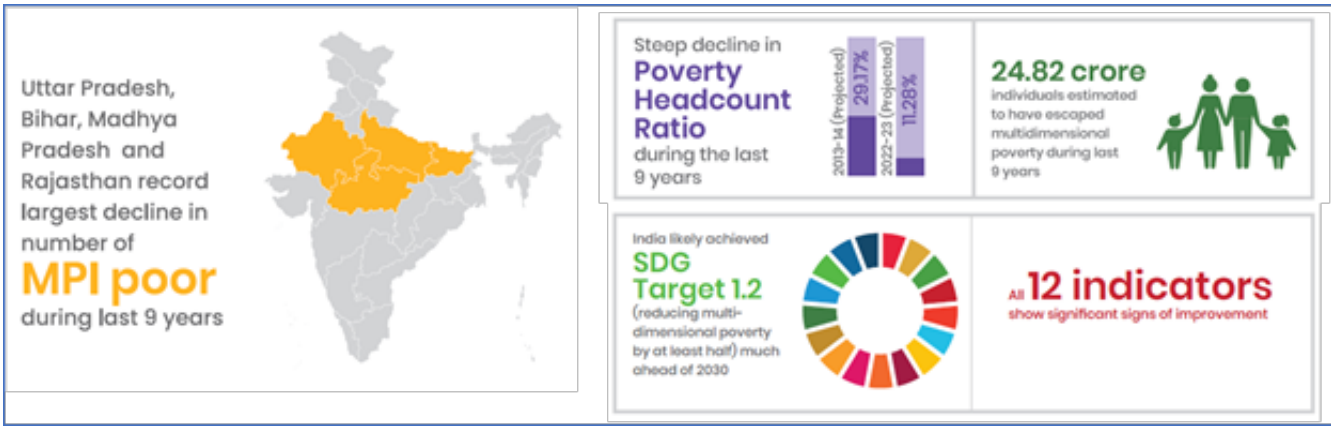 Uttar Pradesh,
Bihar, Madhya
Pradesh and
Rajasthan record
largest decline in
number of
MPI poor
during last 9 years
Steep decline in
Poverty
Headcount
Ratio
during the last
9 years
2013-14 (Projected)
29.17%
2022-23 (Projected)
11.28%
24.82 crore
individuals estimated
to have escaped
multidimensional
poverty during last
9 years
India likely achieved
SDG
Target 1.2
(reducing multi-
dimensional poverty
by at least half) much
ahead of 2030
All 12 indicators
show significant signs of improvement